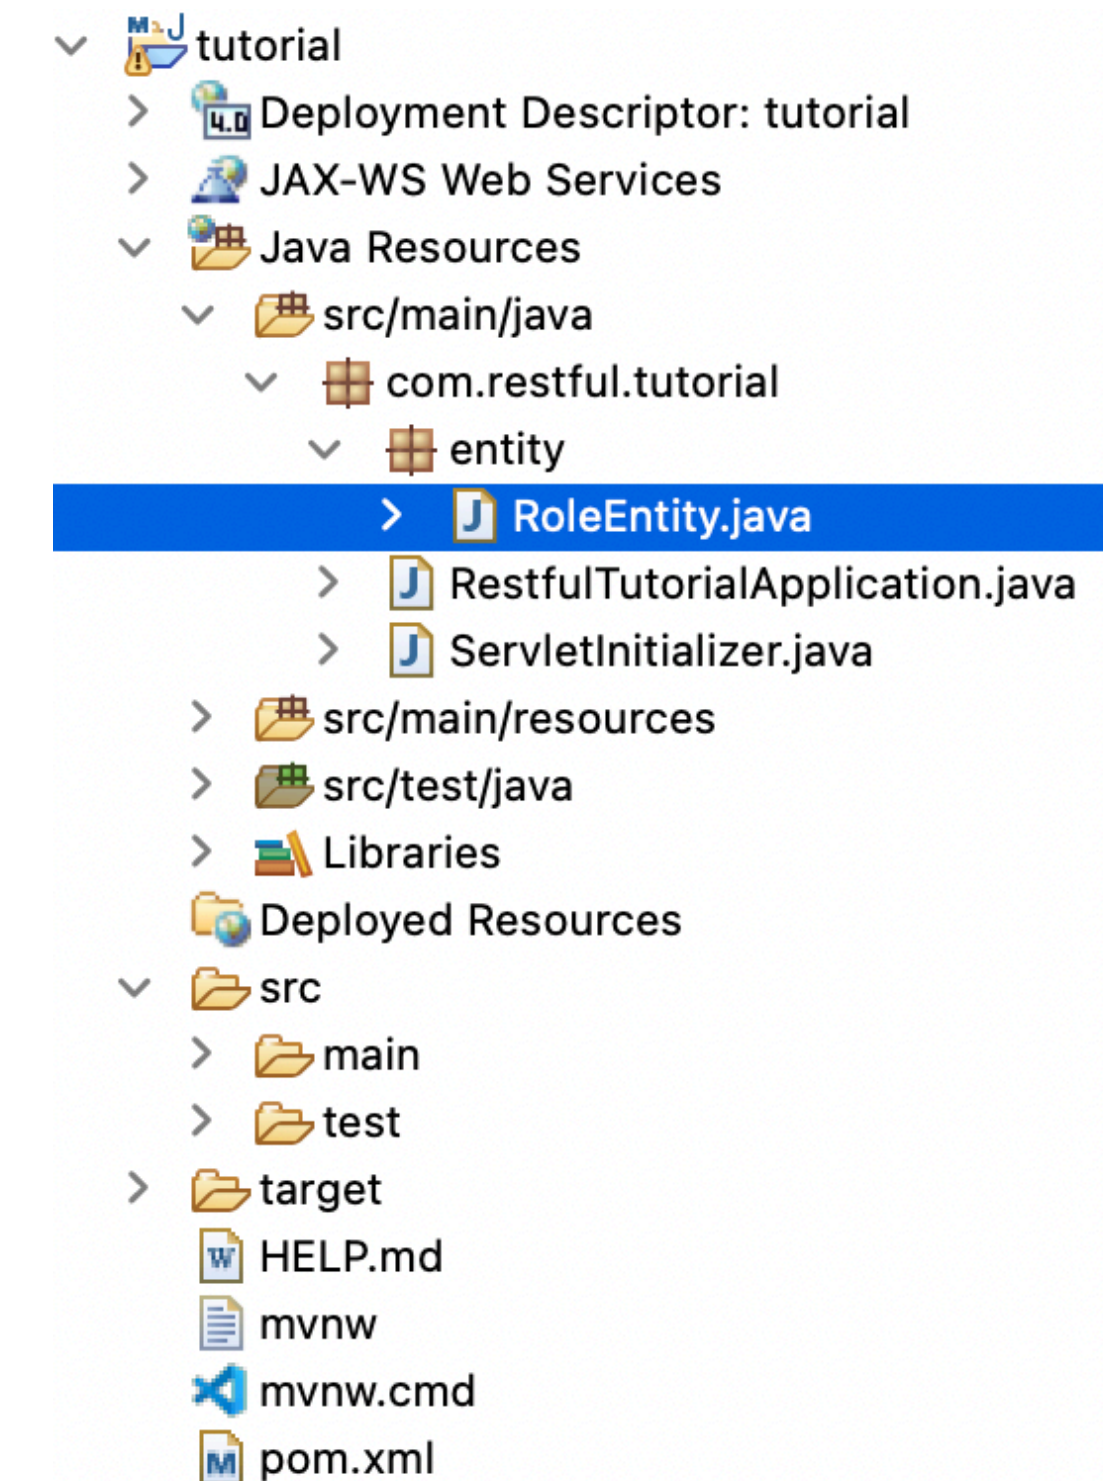 tutorial
Deployment Descriptor: tutorial
JAX-WS Web Services
Java Resources
src/main/java
com.restful.tutorial
entity
RoleEntity.java
RestfulTutorialApplication.java
ServletInitializer.java
src/main/resources
src/test/java
Libraries
Deployed Resources
src
main
test
target
HELP.md
mvnw
mvnw.cmd
pom.xml